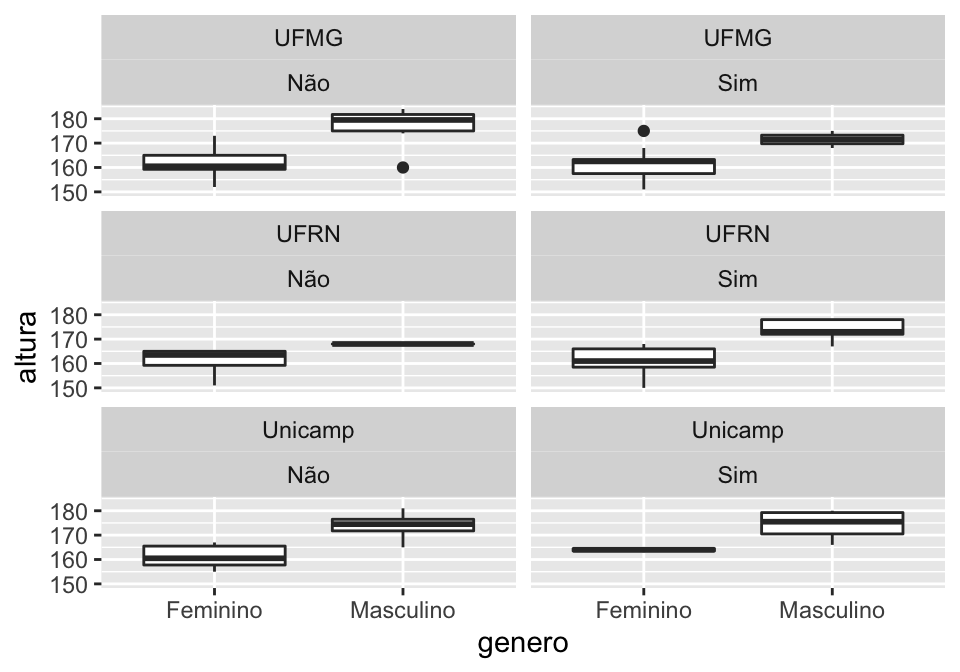 UFMG
Não
UFMG
Sim
180
170
160
150
UFRN
Não
UFRN
Sim
180
170
160
150
altura
Unicamp
Não
Unicamp
Sim
180
170
160
150
Feminino Masculino
Feminino Masculino
genero